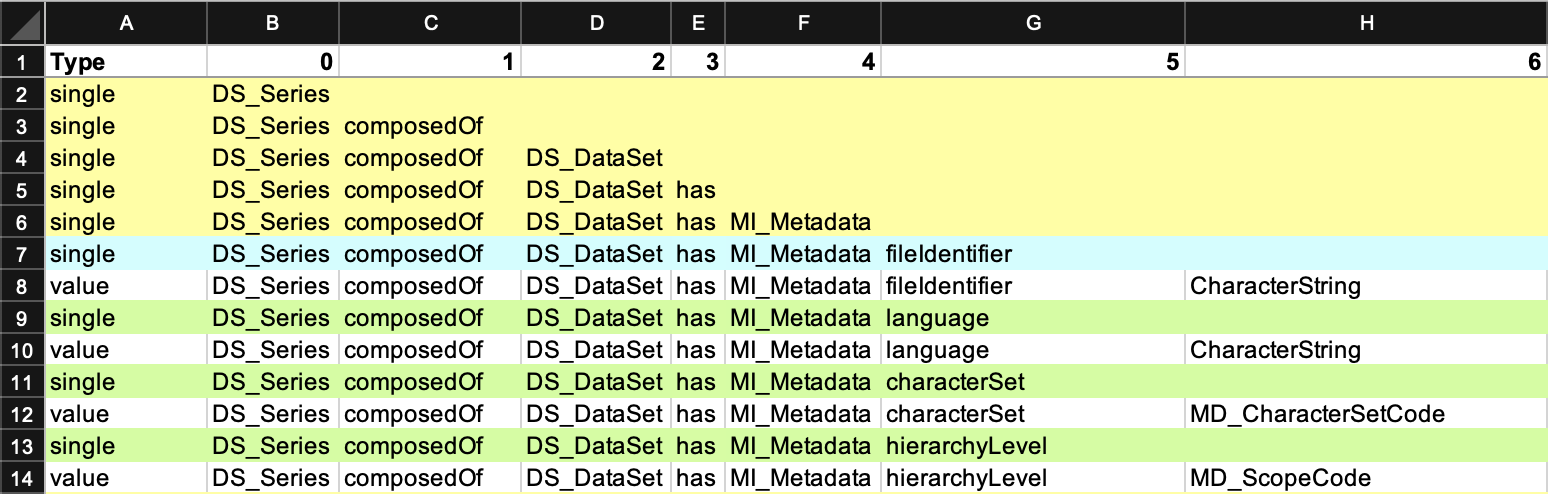 A B C D E F G H
1 Type 0 1 2 3 4 5 6
2 single DS_Series
3 single DS_Series composedOf
4 single DS_Series composedOf DS_DataSet
5 single DS_Series composedOf DS_DataSet has
6 single DS_Series composedOf DS_DataSet has MI_Metadata
7 single DS_Series composedOf DS_DataSet has MI_Metadata fileIdentifier
8 value DS_Series composedOf DS_DataSet has MI_Metadata fileIdentifier CharacterString
9 single DS_Series composedOf DS_DataSet has MI_Metadata language
10 value DS_Series composedOf DS_DataSet has MI_Metadata language CharacterString
11 single DS_Series composedOf DS_DataSet has MI_Metadata characterSet
12 value DS_Series composedOf DS_DataSet has MI_Metadata characterSet MD_CharacterSetCode
13 single DS_Series composedOf DS_DataSet has MI_Metadata hierarchyLevel
14 value DS_Series composedOf DS_DataSet has MI_Metadata hierarchyLevel MD_ScopeCode